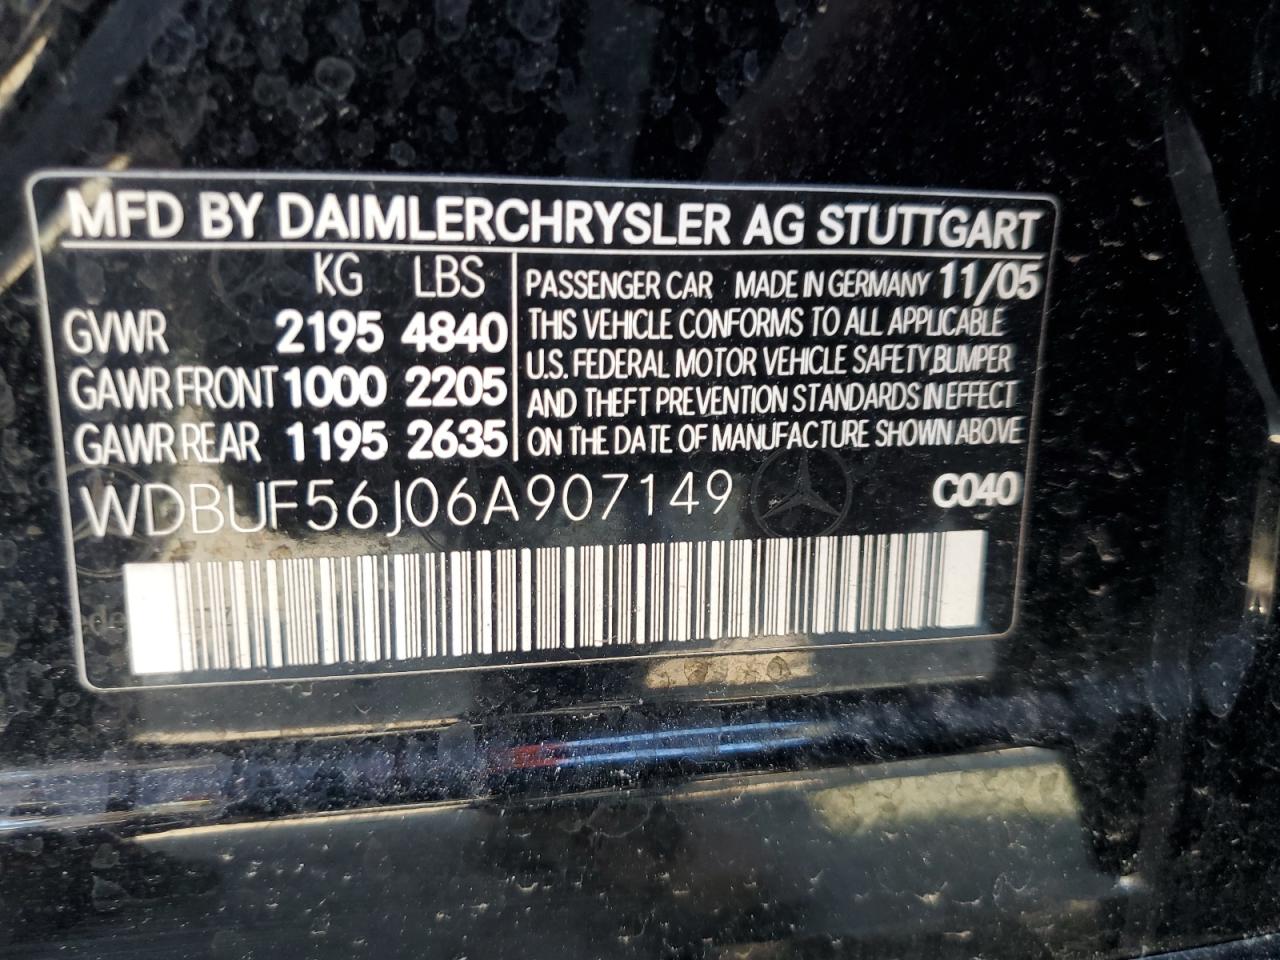 MFD BY DAIMLERCHRYSLER AG STUTTGART
KG LBS
GVWR 2195 4840
GAWR FRONT 1000 2205
GAWR REAR 1195 2635
PASSENGER CAR MADE IN GERMANY 11/05
THIS VEHICLE CONFORMS TO ALL APPLICABLE
U.S. FEDERAL MOTOR VEHICLE SAFETY, BUMPER
AND THEFT PREVENTION STANDARDS IN EFFECT
ON THE DATE OF MANUFACTURE SHOWN ABOVE
WDBUF56J06A907149 C040